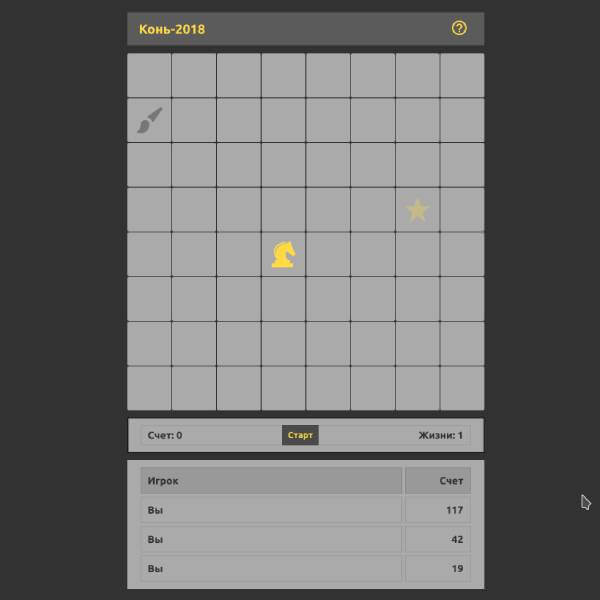 Конь-2018
Счет: 0 Старт Жизни: 1
Игрок Счет
Вы 117
Вы 42
Вы 19